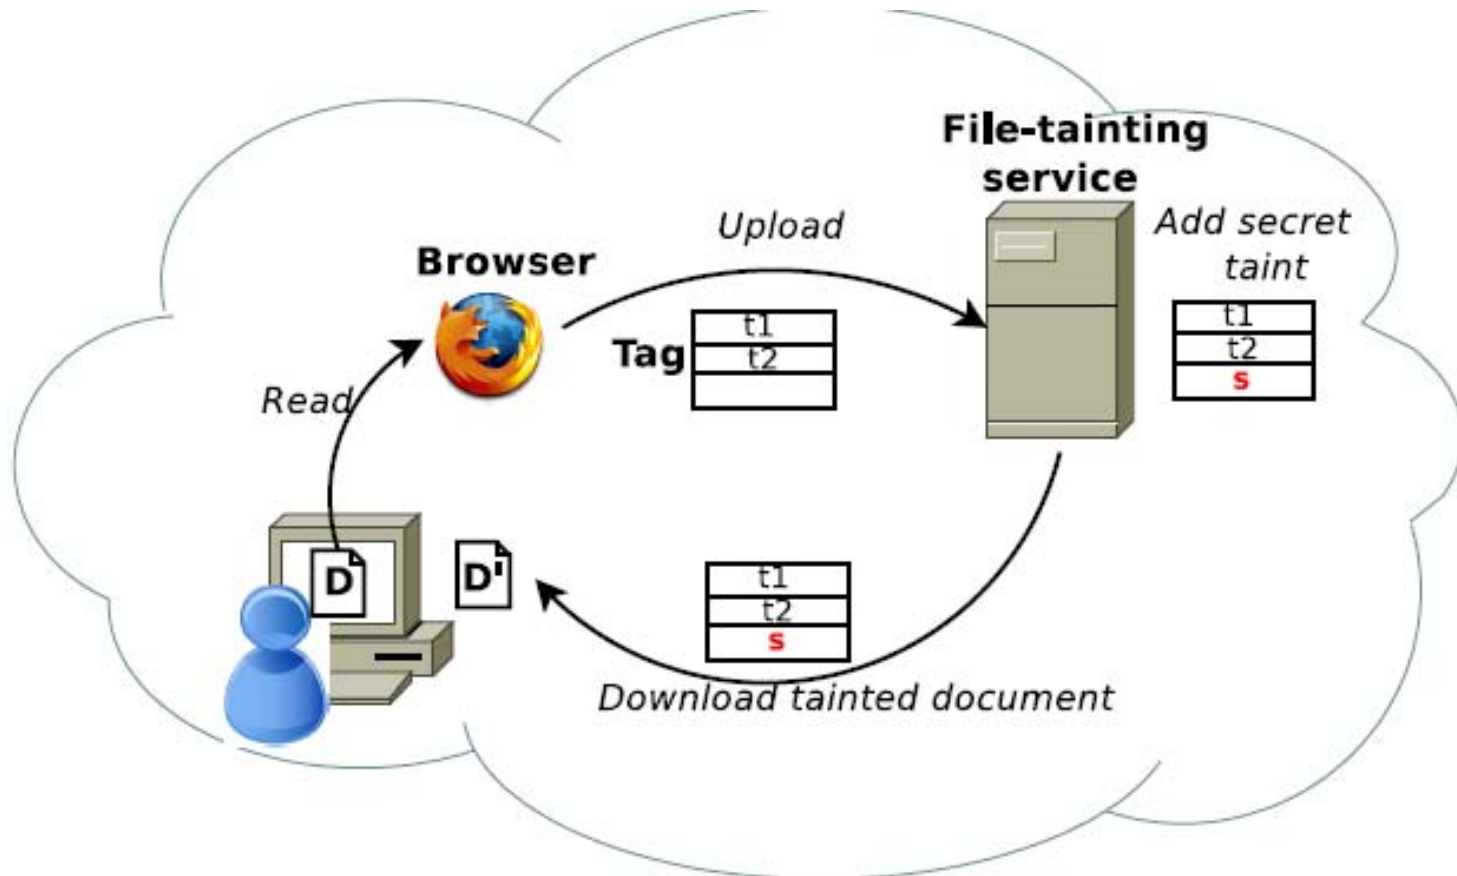 File-tainting
service
Upload
Add secret
taint
Browser
t1
t2
Tag
t1
t2
s
Read
D
D'
t1
t2
s
Download tainted document